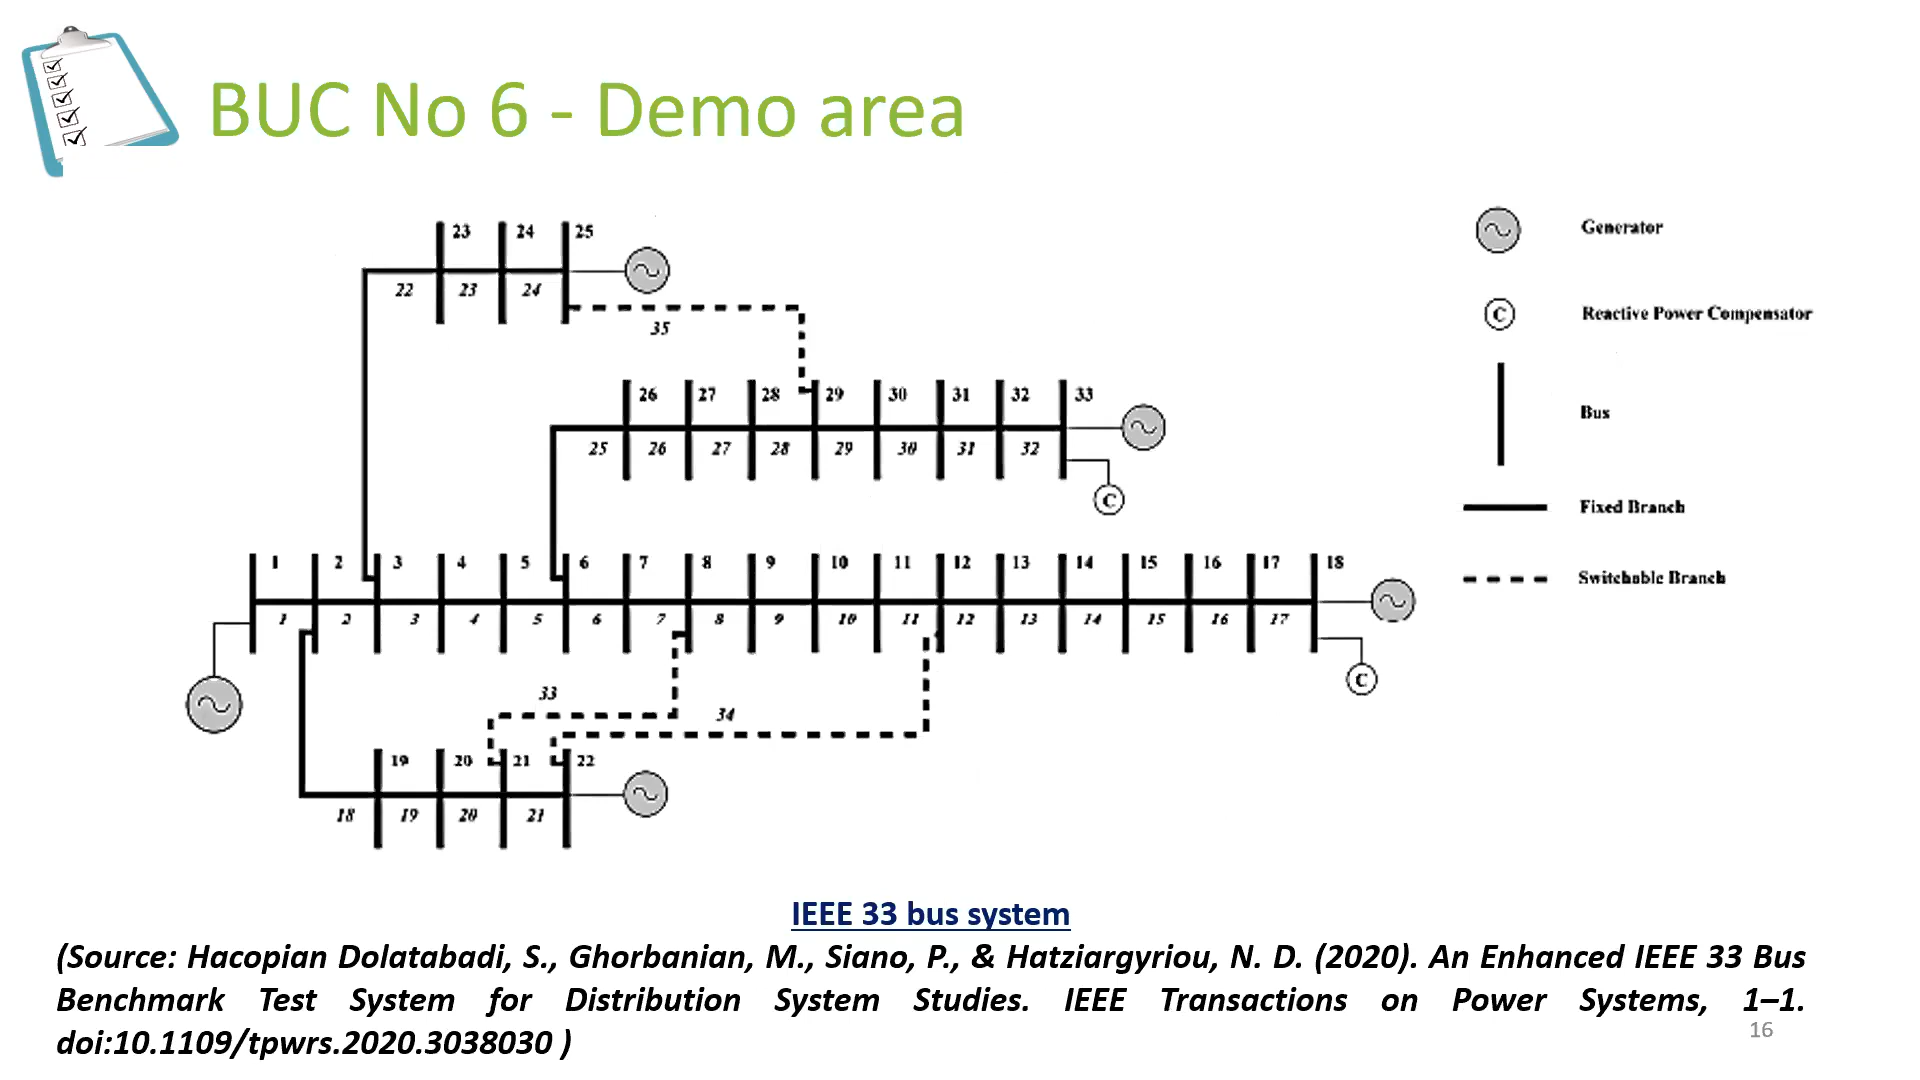 BUC No 6 - Demo area
23 24 25
22 23 24
35
26 27 28 29 30 31 32 33
25 26 27 28 29 30 31 32
C
1 2 3 4 5 6 7 8 9 10 11 12 13 14 15 16 17 18
1 2 3 4 5 6 7 8 9 10 11 12 13 14 15 16 17
C
33
34
19 20 21 22
18 19 20 21
Generator
C Reactive Power Compensator
Bus
Fixed Branch
Switchable Branch
IEEE 33 bus system
(Source: Hacopian Dolatabadi, S., Ghorbanian, M., Siano, P., & Hatziargyriou, N. D. (2020). An Enhanced IEEE 33 Bus
Benchmark Test System for Distribution System Studies. IEEE Transactions on Power Systems, 1–1.
doi:10.1109/tpwrs.2020.3038030 )
16